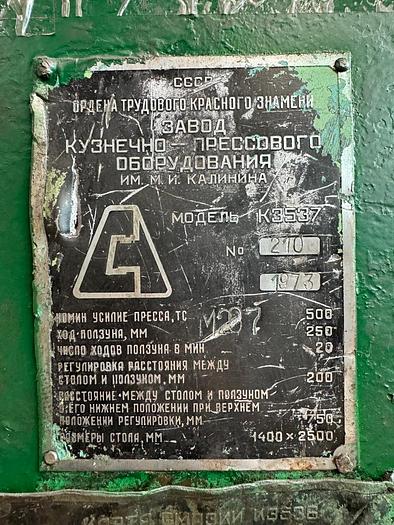 СССР
ОРДЕНА ТРУДОВОГО КРАСНОГО ЗНАМЕНИ
ЗАВОД
КУЗНЕЧНО — ПРЕССОВОГО
ОБОРУДОВАНИЯ
ИМ. М. И. КАЛИНИНА
МОДЕЛЬ К3537
№ 210
1973
НОМИН УСИЛИЕ ПРЕССА, ТС 500
ХОД ПОЛЗУНА, ММ 250
ЧИСЛО ХОДОВ ПОЛЗУНА В МИН 20
РЕГУЛИРОВКА РАССТОЯНИЯ МЕЖДУ
СТОЛОМ И ПОЛЗУНОМ, ММ 200
РАССТОЯНИЕ МЕЖДУ СТОЛОМ И ПОЛЗУНОМ
В ЕГО НИЖНЕМ ПОЛОЖЕНИИ ПРИ ВЕРХНЕМ
ПОЛОЖЕНИИ РЕГУЛИРОВКИ, ММ 750
РАЗМЕРЫ СТОЛА, ММ 1400 × 2500
К3536